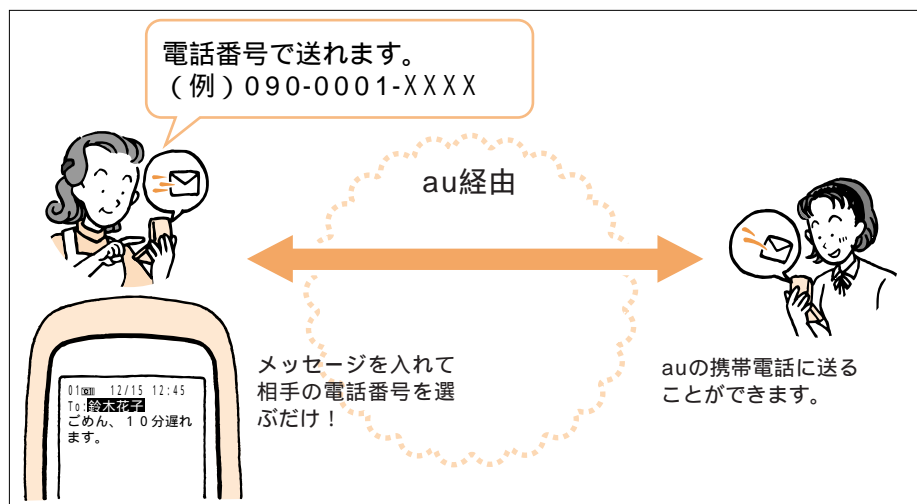 電話番号で送れます。
（例）090-0001-XXXX
au経由
メッセージを入れて
相手の電話番号を選
ぶだけ！
auの携帯電話に送る
ことができます。
01 12/15 12:45
To:鈴木花子
ごめん、１０分遅れ
ます。